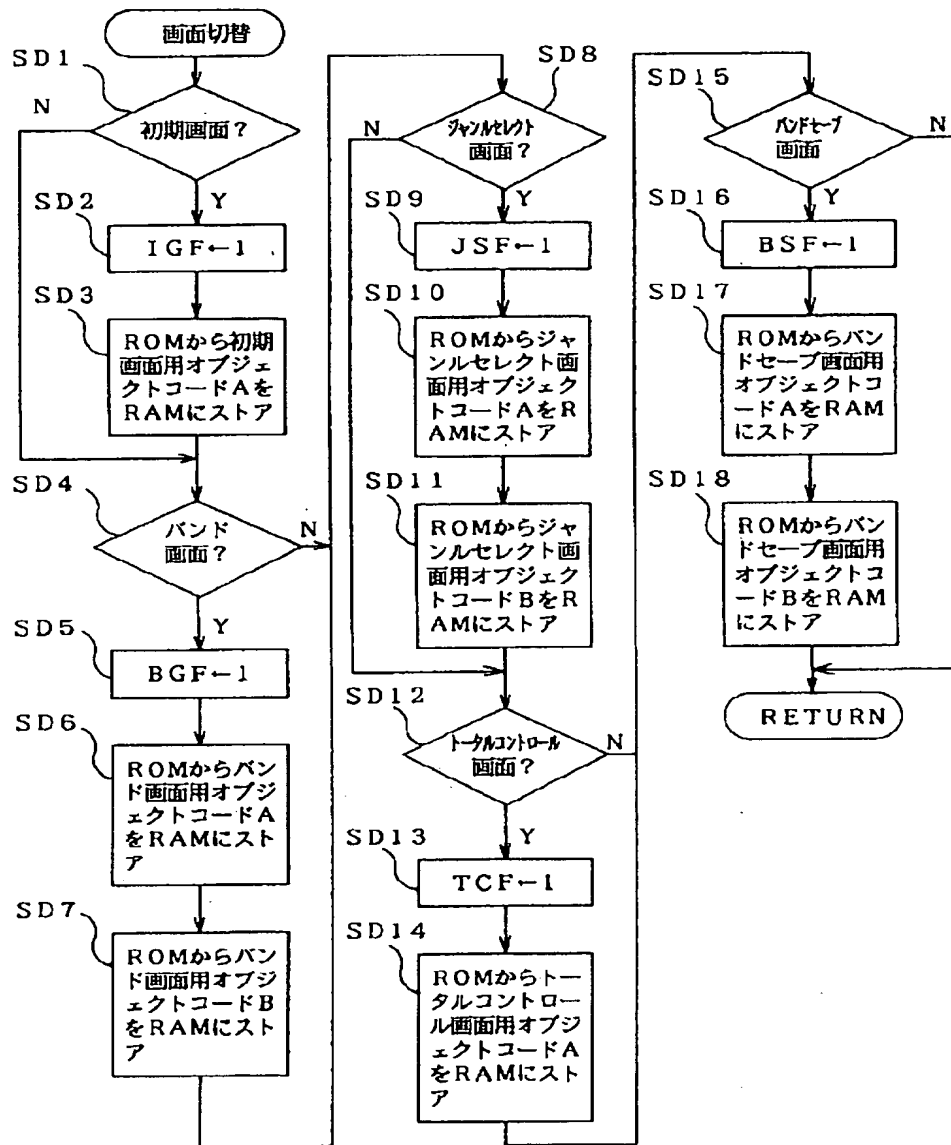 画面切替
SD1
初期画面?
N
Y
SD2
IGF←1
SD3
ROMから初期
画面用オブジェ
クトコードAを
RAMにストア
SD4
バンド
画面?
N
Y
SD5
BGF←1
SD6
ROMからバン
ド画面用オブジ
ェクトコードA
をRAMにスト
ア
SD7
ROMからバン
ド画面用オブジ
ェクトコードB
をRAMにスト
ア
SD8
ジャンルセレクト
画面?
N
Y
SD9
JSF←1
SD10
ROMからジャ
ンルセレクト画
面用オブジェク
トコードAをR
AMにストア
SD11
ROMからジャ
ンルセレクト画
面用オブジェク
トコードBをR
AMにストア
SD12
トータルコントロール
画面?
N
Y
SD13
TCF←1
SD14
ROMからトー
タルコントロー
ル画面用オブジ
ェクトコードA
をRAMにスト
ア
SD15
バンドセーブ
画面
N
Y
SD16
BSF←1
SD17
ROMからバン
ドセーブ画面用
オブジェクトコ
ードAをRAM
にストア
SD18
ROMからバン
ドセーブ画面用
オブジェクトコ
ードBをRAM
にストア
RETURN